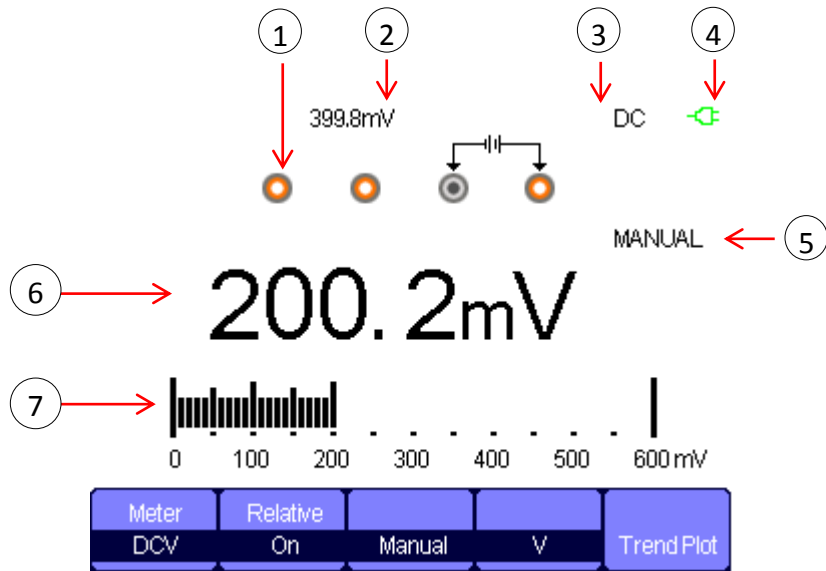 1 2 3 4
399.8mV DC
MANUAL 5
6 200.2mV
7
0 100 200 300 400 500 600 mV
Meter Relative
DCV On Manual V Trend Plot